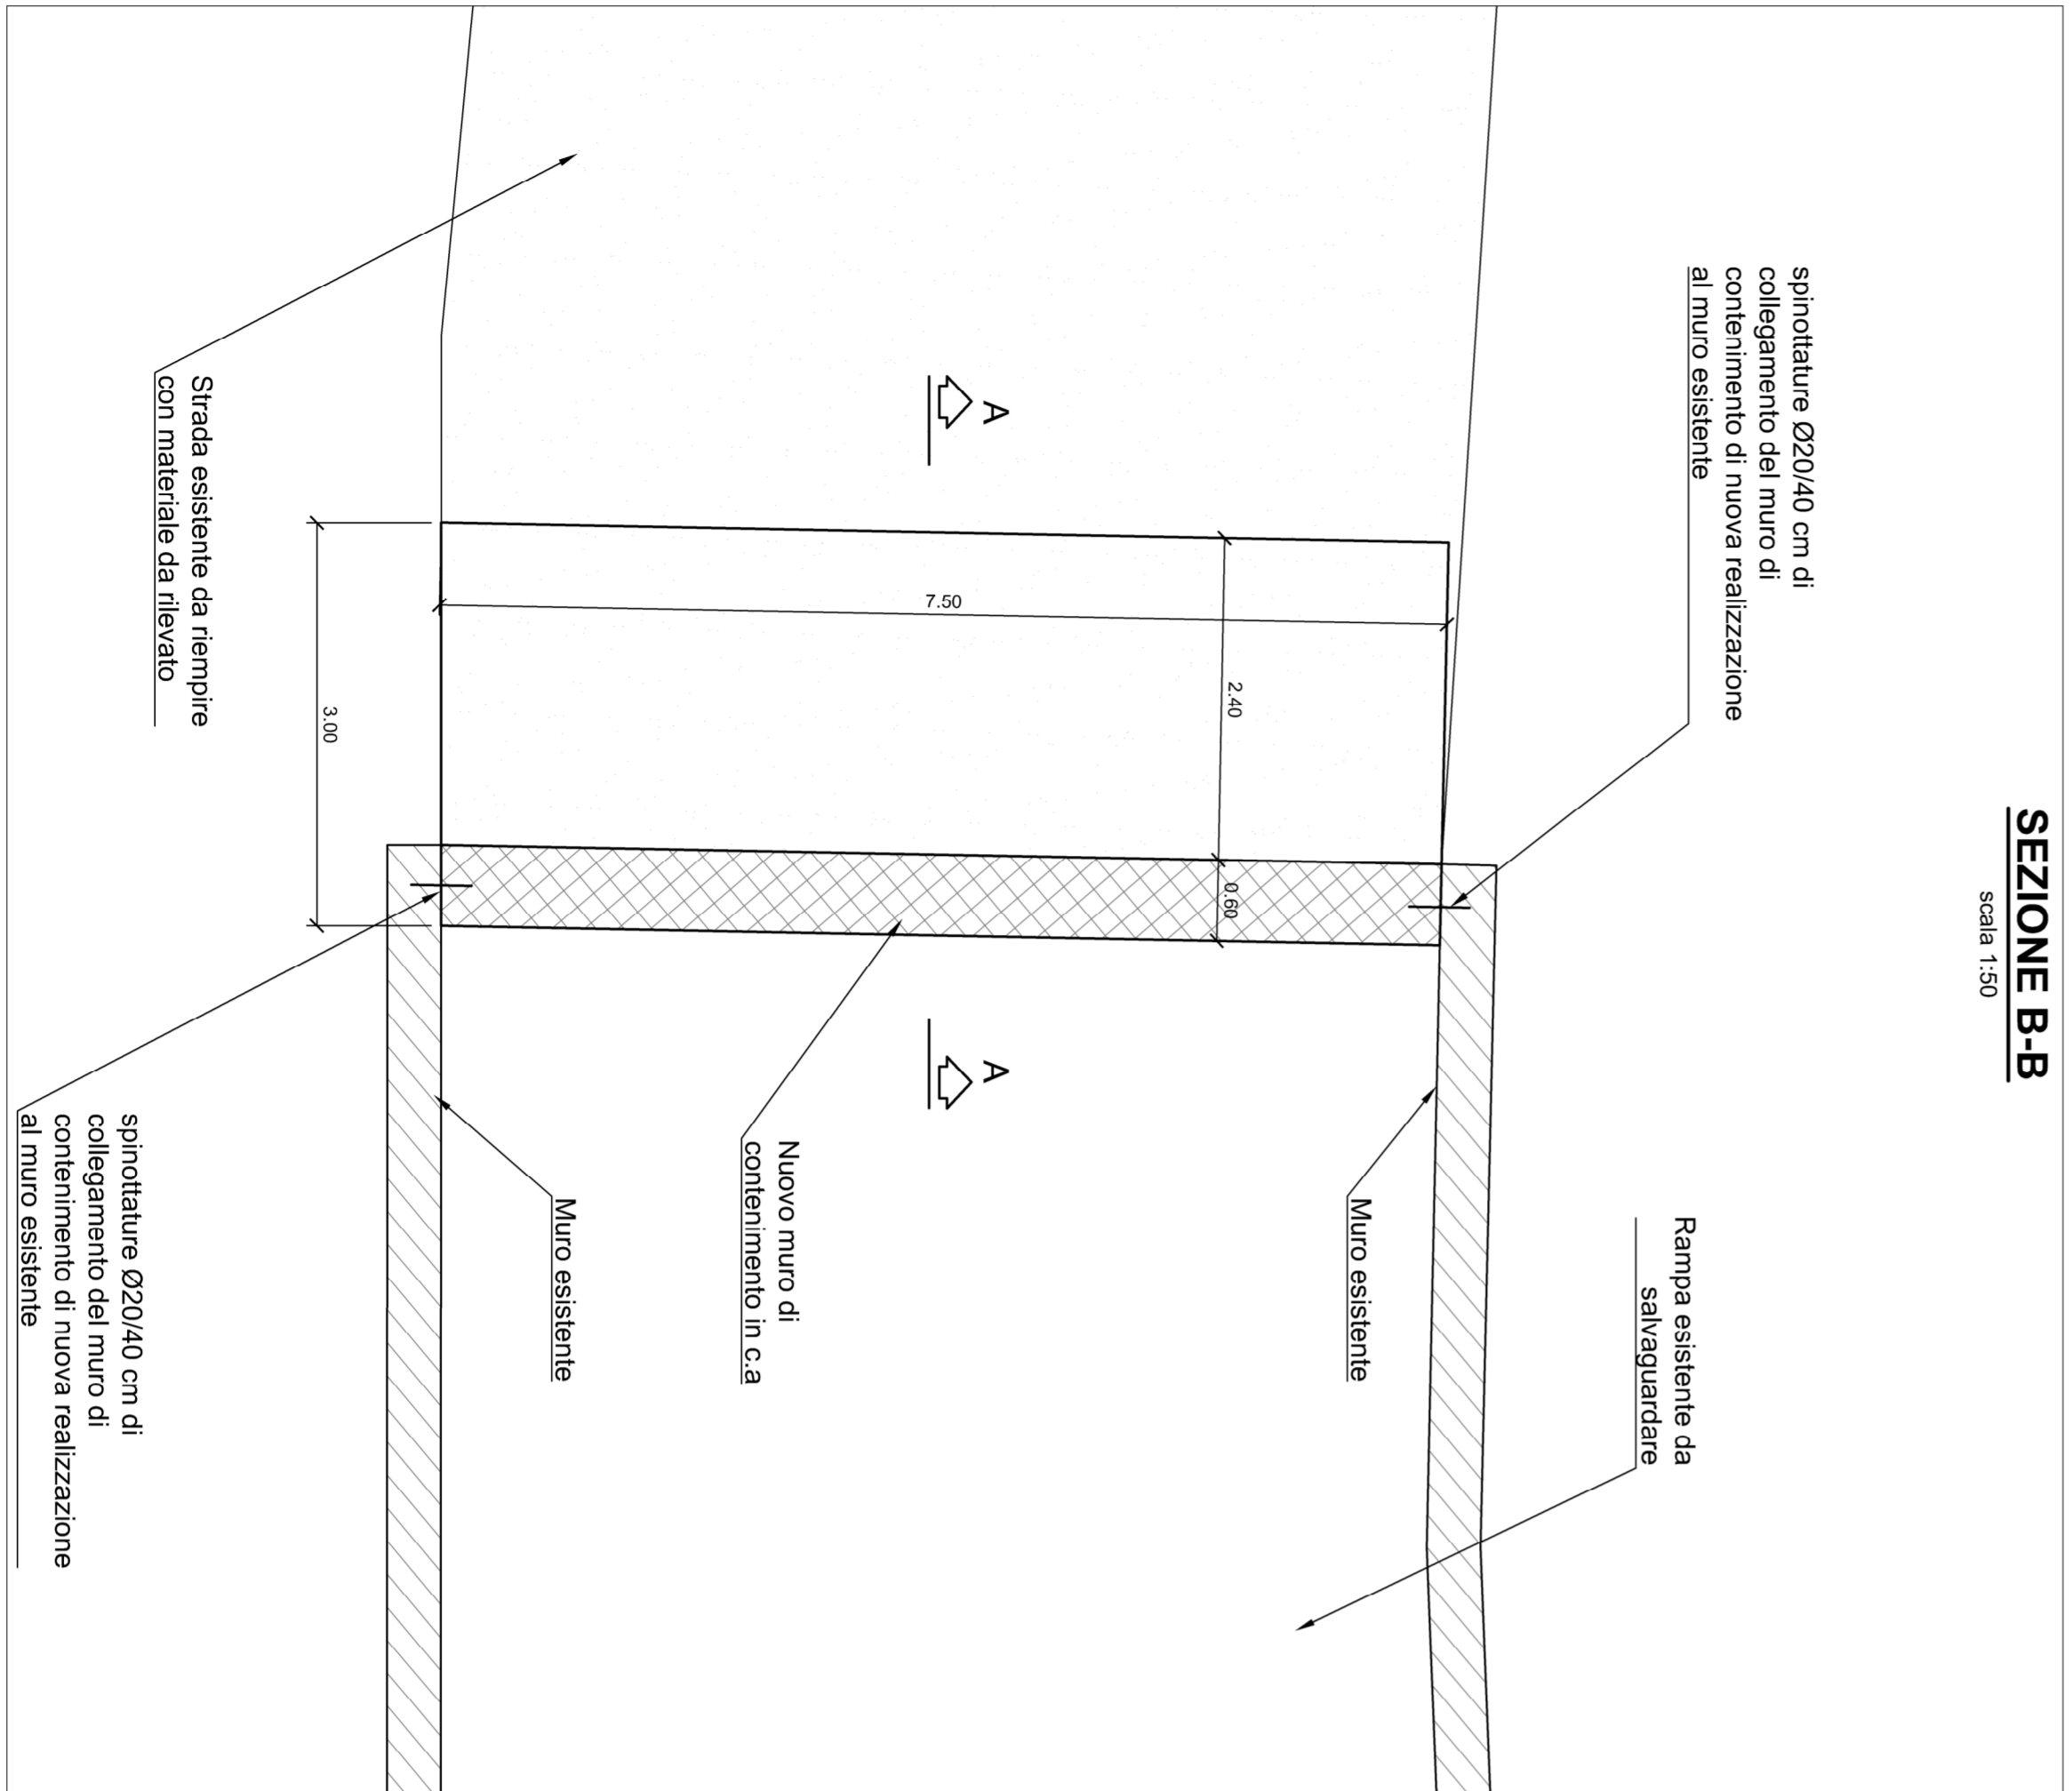 SEZIONE B-B
scala 1:50
spinottature Ø20/40 cm di
collegamento del muro di
contenimento di nuova realizzazione
al muro esistente
Rampa esistente da
salvaguardare
Muro esistente
A
A
2.40
0.60
7.50
Nuovo muro di
contenimento in c.a
Muro esistente
3.00
Strada esistente da riempire
con materiale da rilevato
spinottature Ø20/40 cm di
collegamento del muro di
contenimento di nuova realizzazione
al muro esistente